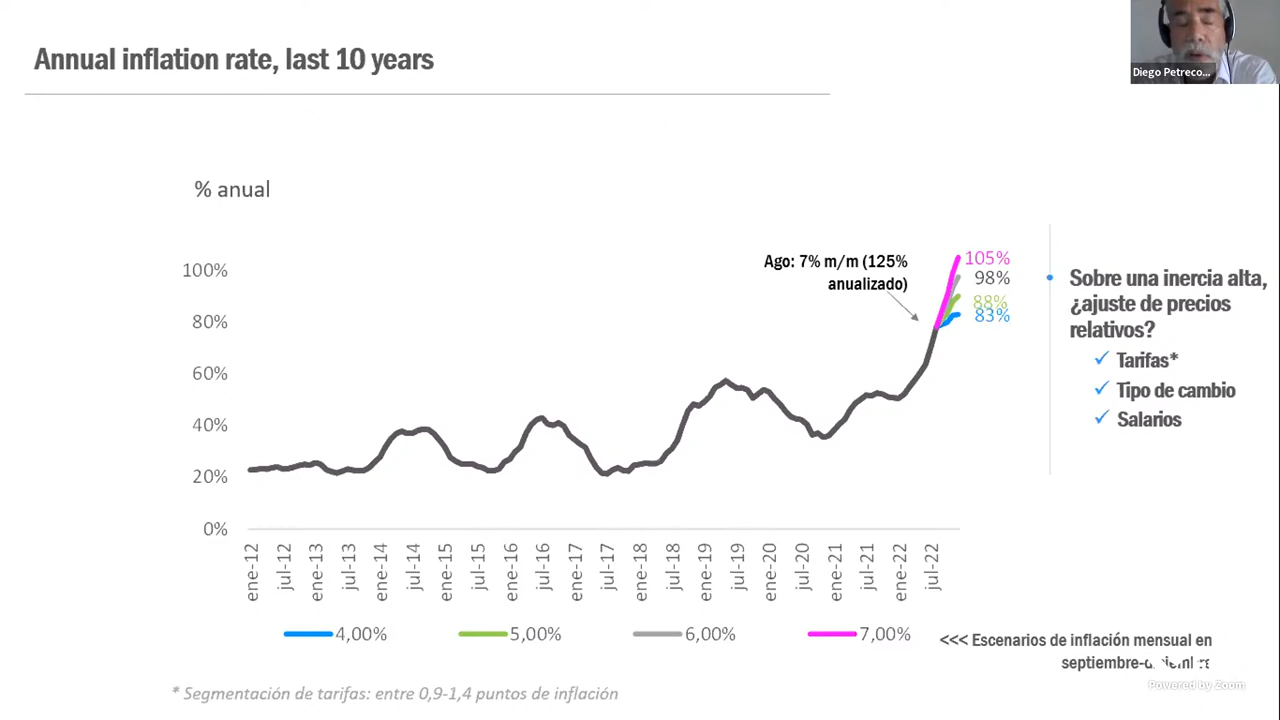 Annual inflation rate, last 10 years
Diego Petreco...
% anual
100%
80%
60%
40%
20%
0%
Ago: 7% m/m (125%
anualizado)
105%
98%
88%
83%
Sobre una inercia alta,
¿ajuste de precios
relativos?
Tarifas*
Tipo de cambio
Salarios
ene-12
jul-12
ene-13
jul-13
ene-14
jul-14
ene-15
jul-15
ene-16
jul-16
ene-17
jul-17
ene-18
jul-18
ene-19
jul-19
ene-20
jul-20
ene-21
jul-21
ene-22
jul-22
4,00%
5,00%
6,00%
7,00%
<<< Escenarios de inflación mensual en
* Segmentación de tarifas: entre 0,9-1,4 puntos de inflación
Powered by Zoom